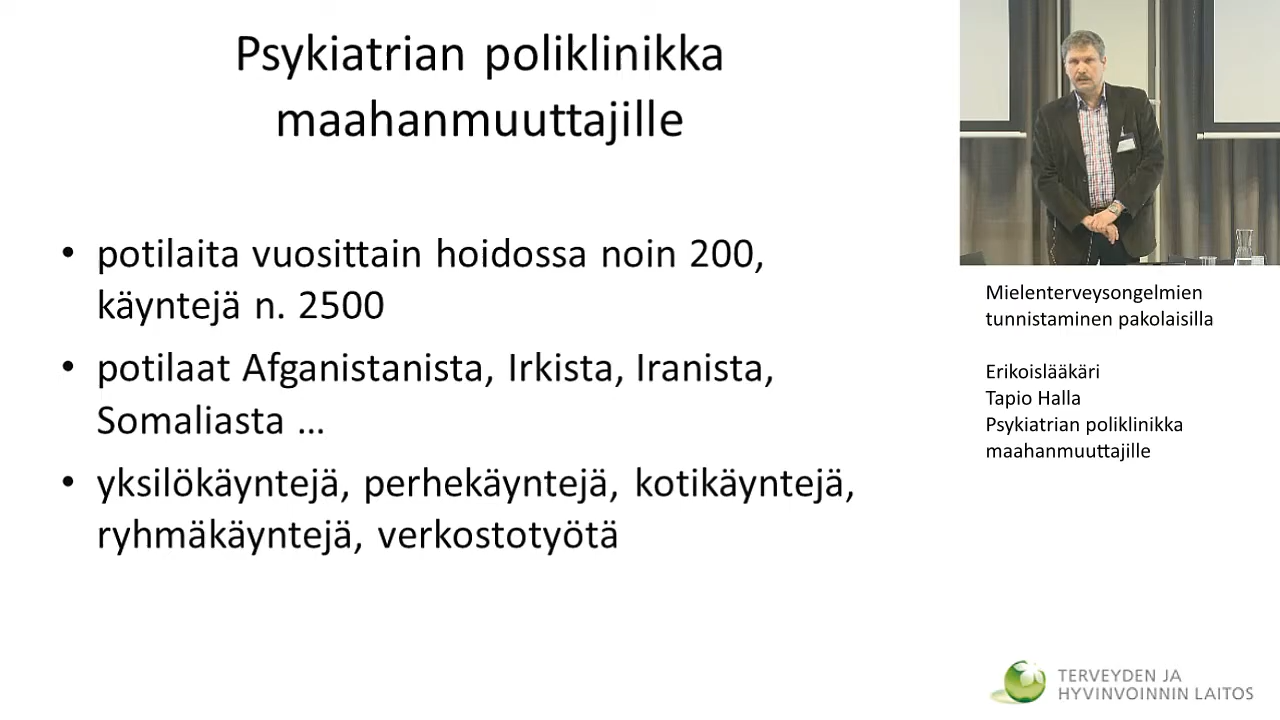 Psykiatrian poliklinikka
maahanmuuttajille
• potilaita vuosittain hoidossa noin 200,
käyntejä n. 2500
• potilaat Afganistanista, Irkista, Iranista,
Somaliasta ...
• yksilökäyntejä, perhekäyntejä, kotikäyntejä,
ryhmäkäyntejä, verkostotyötä
Mielenterveysongelmien
tunnistaminen pakolaisilla
Erikoislääkäri
Tapio Halla
Psykiatrian poliklinikka
maahanmuuttajille
TERVEYDEN JA
HYVINVOINNIN LAITOS